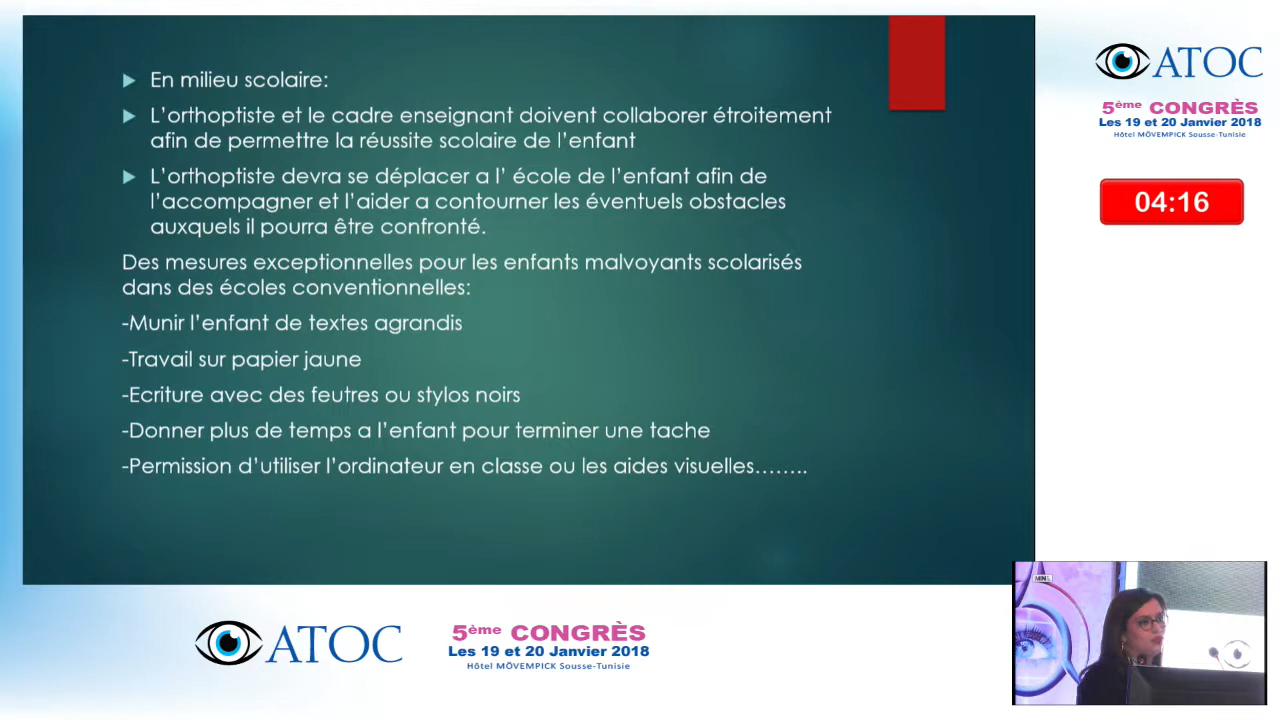 En milieu scolaire:
L’orthoptiste et le cadre enseignant doivent collaborer étroitement
afin de permettre la réussite scolaire de l’enfant
L’orthoptiste devra se déplacer a l’ école de l’enfant afin de
l’accompagner et l’aider a contourner les éventuels obstacles
auxquels il pourra être confronté.
Des mesures exceptionnelles pour les enfants malvoyants scolarisés
dans des écoles conventionnelles:
-Munir l’enfant de textes agrandis
-Travail sur papier jaune
-Ecriture avec des feutres ou stylos noirs
-Donner plus de temps a l’enfant pour terminer une tache
-Permission d’utiliser l’ordinateur en classe ou les aides visuelles……..
ATOC
5ème CONGRÈS
Les 19 et 20 Janvier 2018
Hôtel MÖVEMPICK Sousse-Tunisie
04:16
ATOC
5ème CONGRÈS
Les 19 et 20 Janvier 2018
Hôtel MÖVEMPICK Sousse-Tunisie